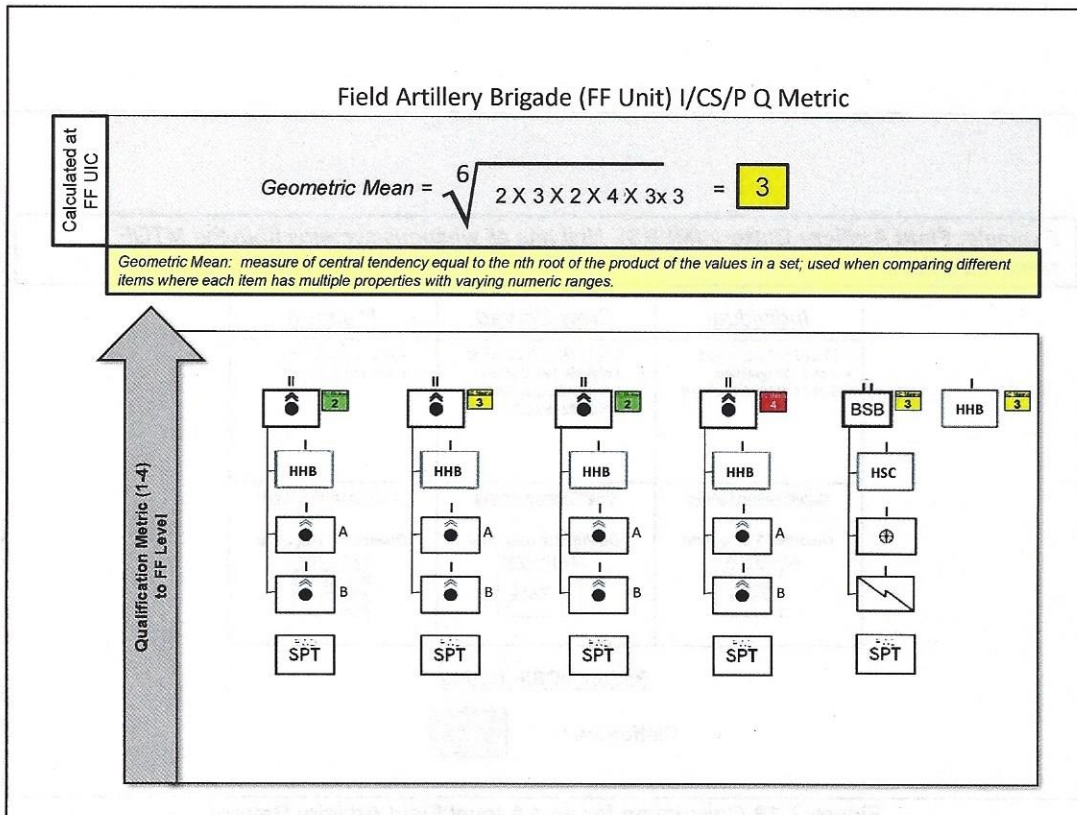 Field Artillery Brigade (FF Unit) I/CS/P Q Metric
Calculated at
FF UIC
Geometric Mean = 6√ 2 X 3 X 2 X 4 X 3x 3 = 3
Geometric Mean: measure of central tendency equal to the nth root of the product of the values in a set; used when comparing different
items where each item has multiple properties with varying numeric ranges.
Qualification Metric (1-4)
to FF Level
II II II II II I
2 3 2 4 BSB 3 HHB 3
I I I I I
HHB HHB HHB HHB HSC
I I I I I
A A A A
I I I I I
B B B B
SPT SPT SPT SPT SPT